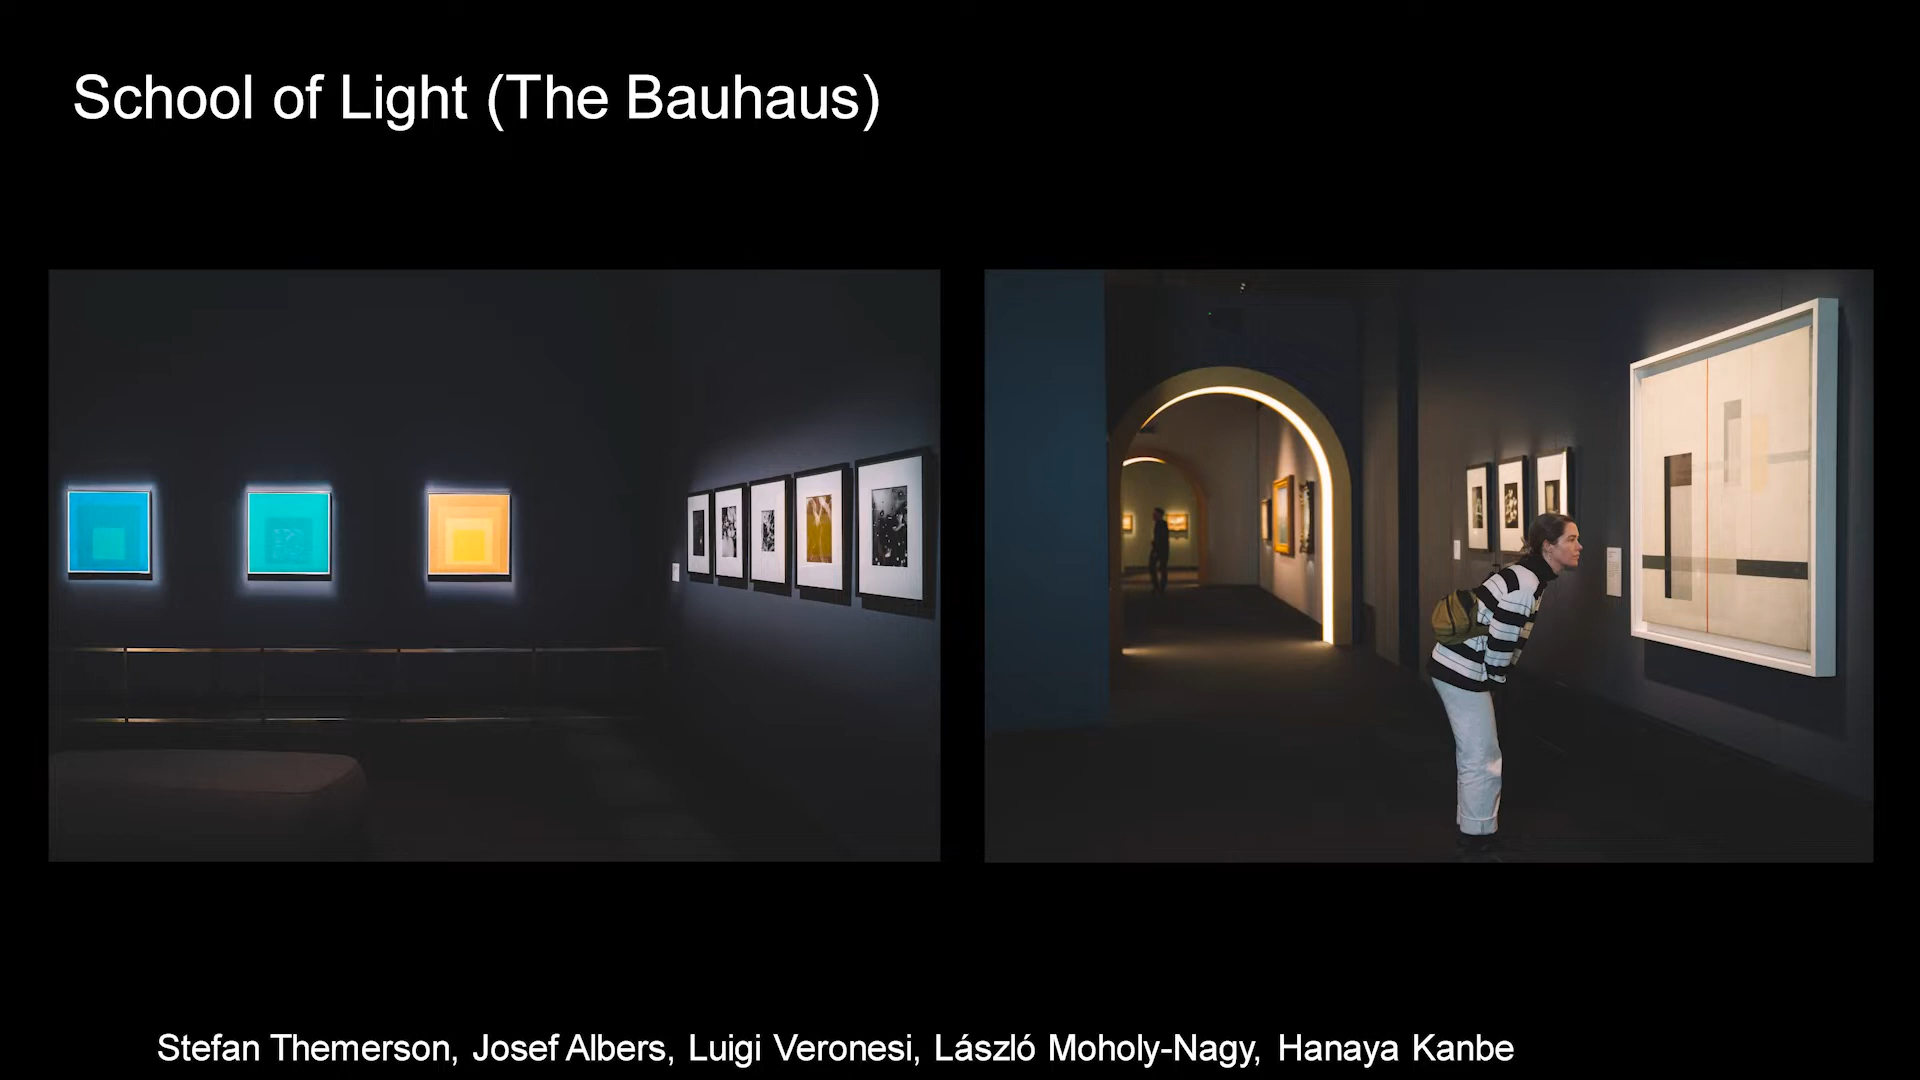 School of Light (The Bauhaus)
Stefan Themerson, Josef Albers, Luigi Veronesi, László Moholy-Nagy, Hanaya Kanbe